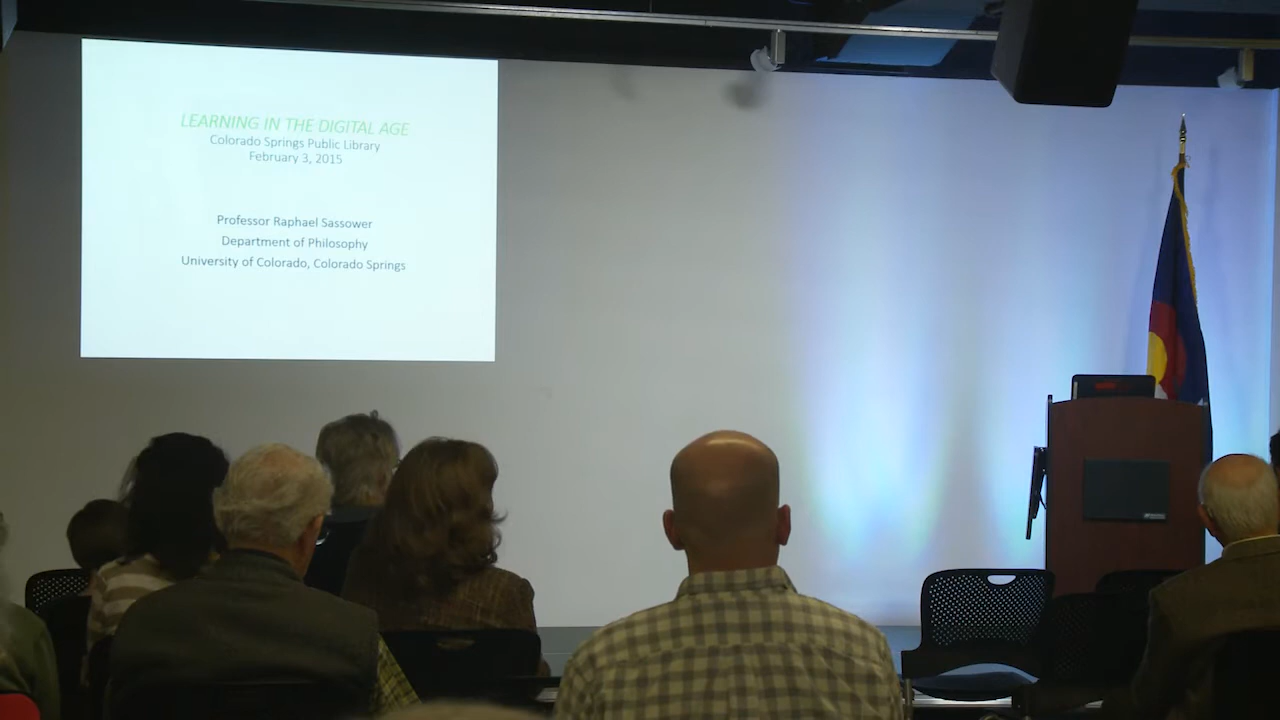 LEARNING IN THE DIGITAL AGE
Colorado Springs Public Library
February 3, 2015
Professor Raphael Sassower
Department of Philosophy
University of Colorado, Colorado Springs